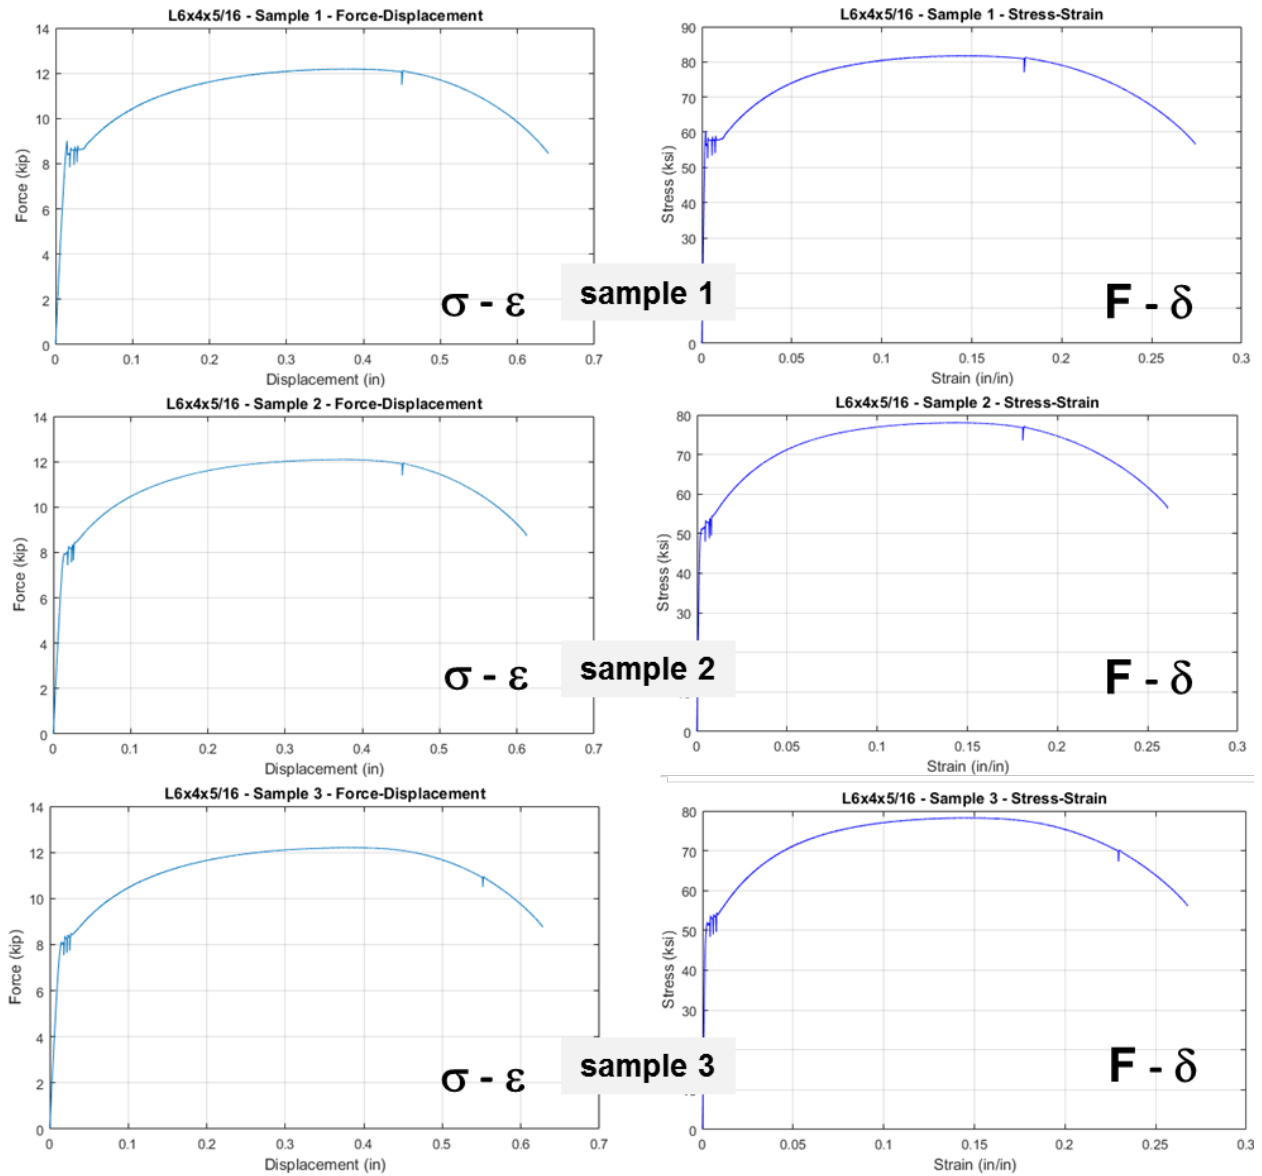 L6x4x5/16 - Sample 1 - Force-Displacement
14
12
10
8
6
4
2
0
Force (kip)
0 0.1 0.2 0.3 0.4 0.5 0.6 0.7
Displacement (in)
σ - ε
sample 1
L6x4x5/16 - Sample 1 - Stress-Strain
90
80
70
60
50
40
30
0
Stress (ksi)
0 0.05 0.1 0.15 0.2 0.25 0.3
Strain (in/in)
F - δ
L6x4x5/16 - Sample 2 - Force-Displacement
14
12
10
8
6
4
2
0
Force (kip)
0 0.1 0.2 0.3 0.4 0.5 0.6 0.7
Displacement (in)
σ - ε
sample 2
L6x4x5/16 - Sample 2 - Stress-Strain
80
70
60
50
40
30
0
Stress (ksi)
0 0.05 0.1 0.15 0.2 0.25 0.3
Strain (in/in)
F - δ
L6x4x5/16 - Sample 3 - Force-Displacement
14
12
10
8
6
4
2
0
Force (kip)
0 0.1 0.2 0.3 0.4 0.5 0.6 0.7
Displacement (in)
σ - ε
sample 3
L6x4x5/16 - Sample 3 - Stress-Strain
80
70
60
50
40
30
0
Stress (ksi)
0 0.05 0.1 0.15 0.2 0.25 0.3
Strain (in/in)
F - δ